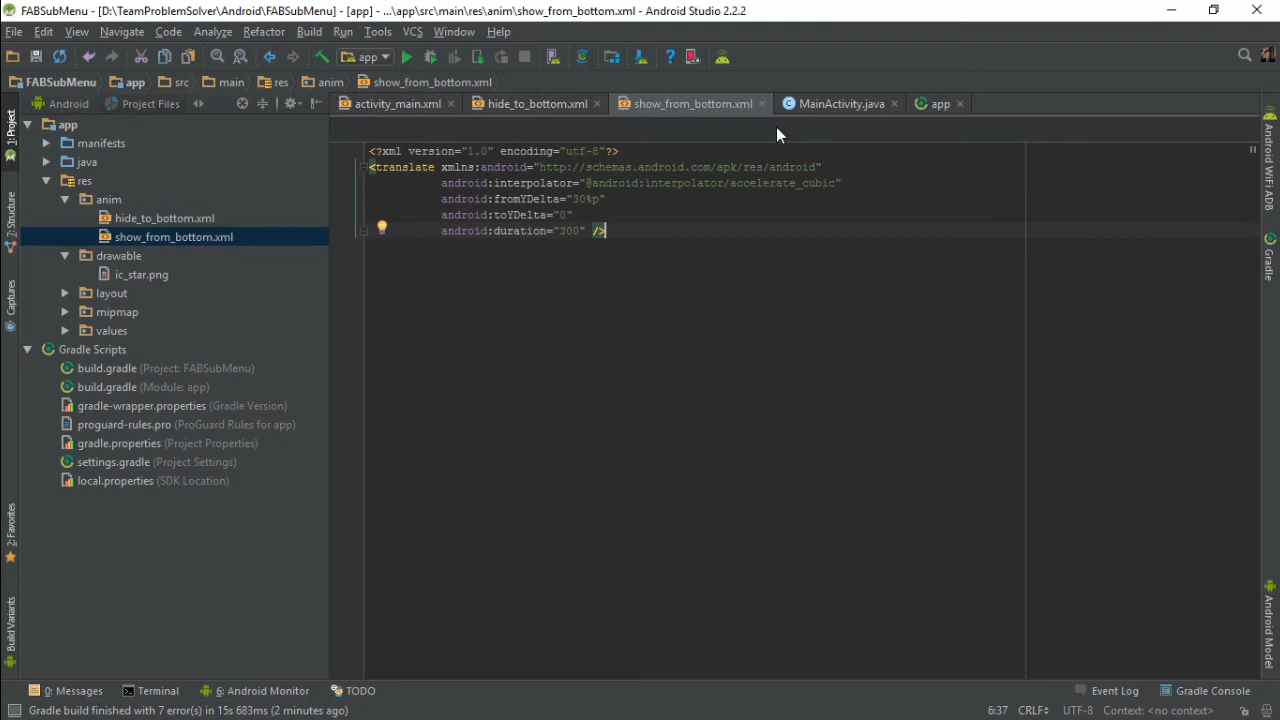 FABSubMenu - [D:\TeamProblemSolver\Android\FABSubMenu] - [app] - ...\app\src\main\res\anim\show_from_bottom.xml - Android Studio 2.2.2
File Edit View Navigate Code Analyze Refactor Build Run Tools VCS Window Help
app
FABSubMenu app src main res anim show_from_bottom.xml
Android Project Files
activity_main.xml hide_to_bottom.xml show_from_bottom.xml MainActivity.java app
1: Project
2: Structure
Captures
2: Favorites
Build Variants
app
manifests
java
res
anim
hide_to_bottom.xml
show_from_bottom.xml
drawable
ic_star.png
layout
mipmap
values
Gradle Scripts
build.gradle (Project: FABSubMenu)
build.gradle (Module: app)
gradle-wrapper.properties (Gradle Version)
proguard-rules.pro (ProGuard Rules for app)
gradle.properties (Project Properties)
settings.gradle (Project Settings)
local.properties (SDK Location)
<?xml version="1.0" encoding="utf-8"?>
<translate xmlns:android="http://schemas.android.com/apk/res/android"
android:interpolator="@android:interpolator/accelerate_cubic"
android:fromYDelta="30%p"
android:toYDelta="0"
android:duration="300" />
Android WiFi ADB
Gradle
Android Model
0: Messages Terminal 6: Android Monitor TODO Event Log Gradle Console
Gradle build finished with 7 error(s) in 15s 683ms (2 minutes ago) 6:37 CRLF UTF-8 Context: <no context>